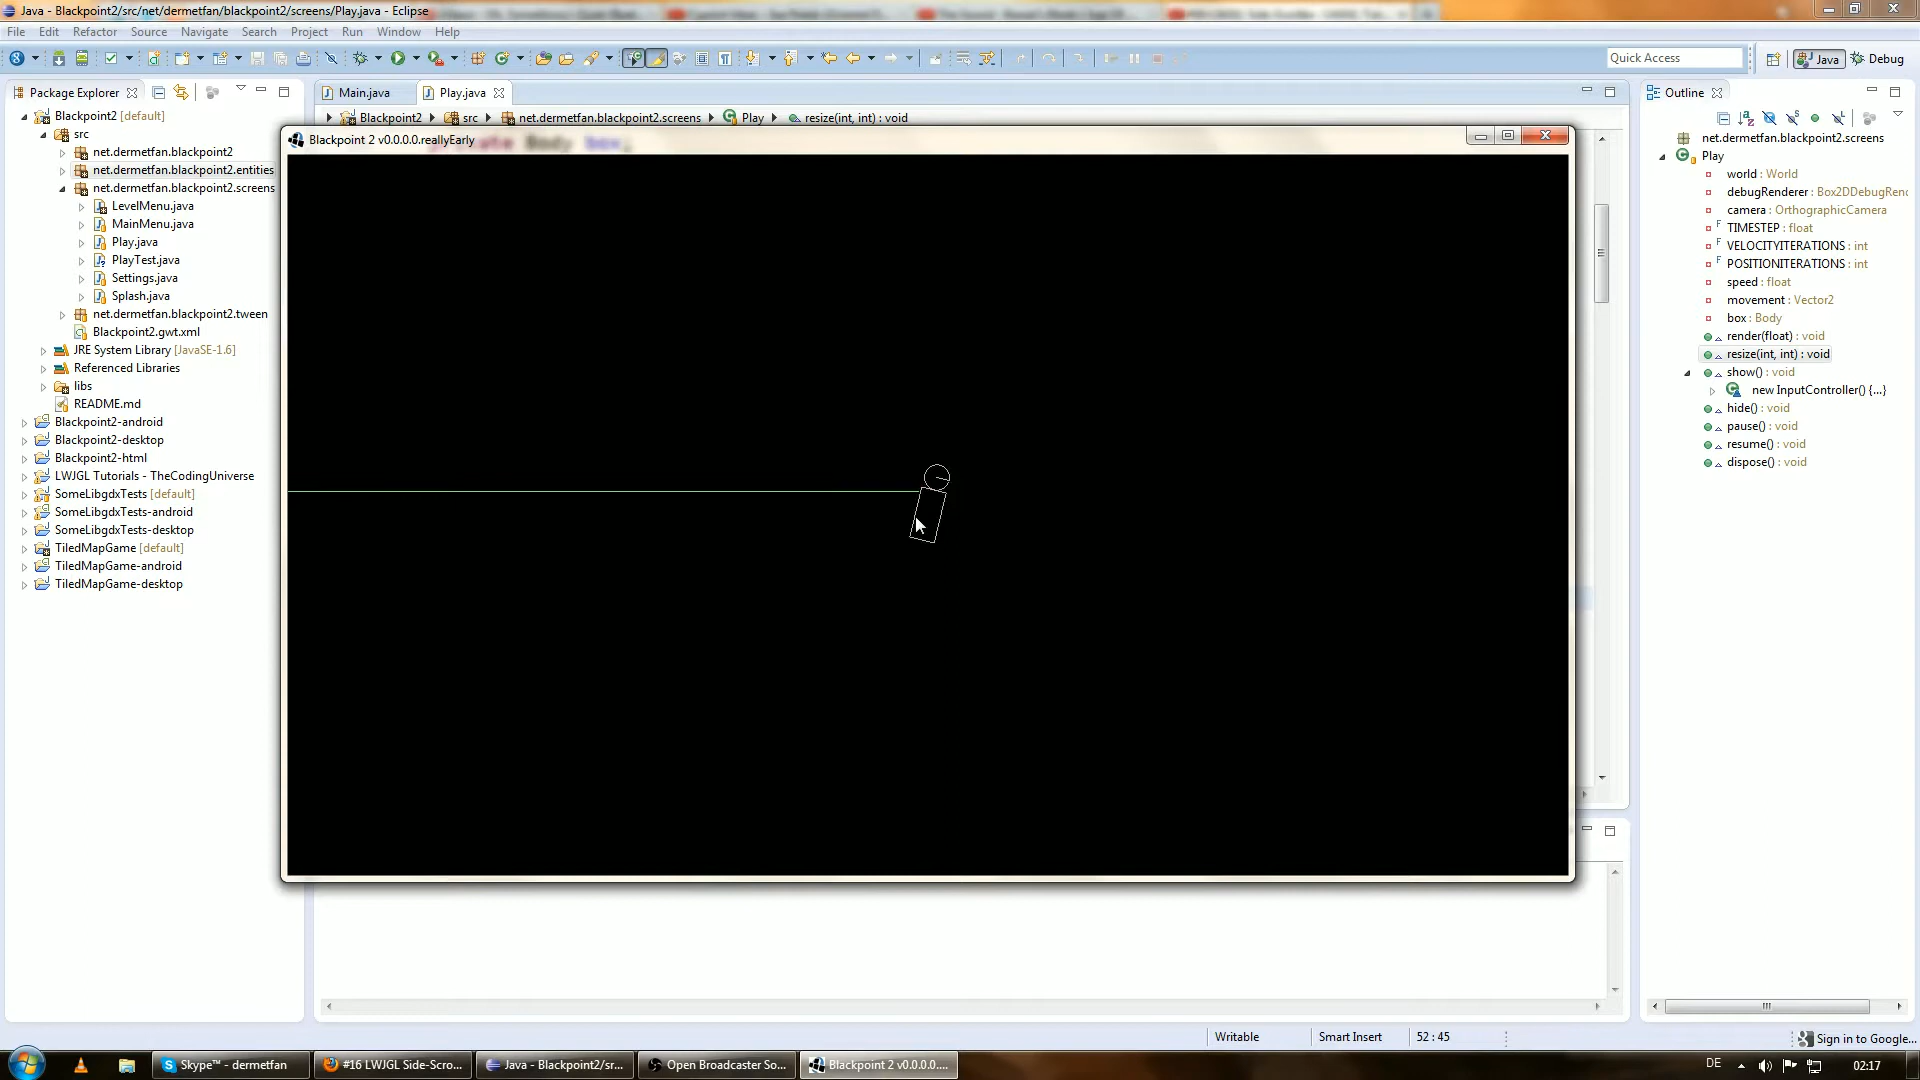 Java - Blackpoint2/src/net/dermetfan/blackpoint2/screens/Play.java - Eclipse
File Edit Refactor Source Navigate Search Project Run Window Help
Quick Access
Java
Debug
Package Explorer
Main.java
Play.java
Outline
Blackpoint2 src net.dermetfan.blackpoint2.screens Play resize(int, int) : void
Blackpoint2 [default]
src
net.dermetfan.blackpoint2
net.dermetfan.blackpoint2.entities
net.dermetfan.blackpoint2.screens
LevelMenu.java
MainMenu.java
Play.java
PlayTest.java
Settings.java
Splash.java
net.dermetfan.blackpoint2.tween
Blackpoint2.gwt.xml
JRE System Library [JavaSE-1.6]
Referenced Libraries
libs
README.md
Blackpoint2-android
Blackpoint2-desktop
Blackpoint2-html
LWJGL Tutorials - TheCodingUniverse
SomeLibgdxTests [default]
SomeLibgdxTests-android
SomeLibgdxTests-desktop
TiledMapGame [default]
TiledMapGame-android
TiledMapGame-desktop
Blackpoint 2 v0.0.0.0.reallyEarly
private Body box;
net.dermetfan.blackpoint2.screens
Play
world : World
debugRenderer : Box2DDebugRend
camera : OrthographicCamera
TIMESTEP : float
VELOCITYITERATIONS : int
POSITIONITERATIONS : int
speed : float
movement : Vector2
box : Body
render(float) : void
resize(int, int) : void
show() : void
new InputController() {...}
hide() : void
pause() : void
resume() : void
dispose() : void
Writable
Smart Insert
52 : 45
Sign in to Google...
Skype™ - dermetfan
#16 LWJGL Side-Scro...
Java - Blackpoint2/sr...
Open Broadcaster So...
Blackpoint 2 v0.0.0.0....
DE
02:17